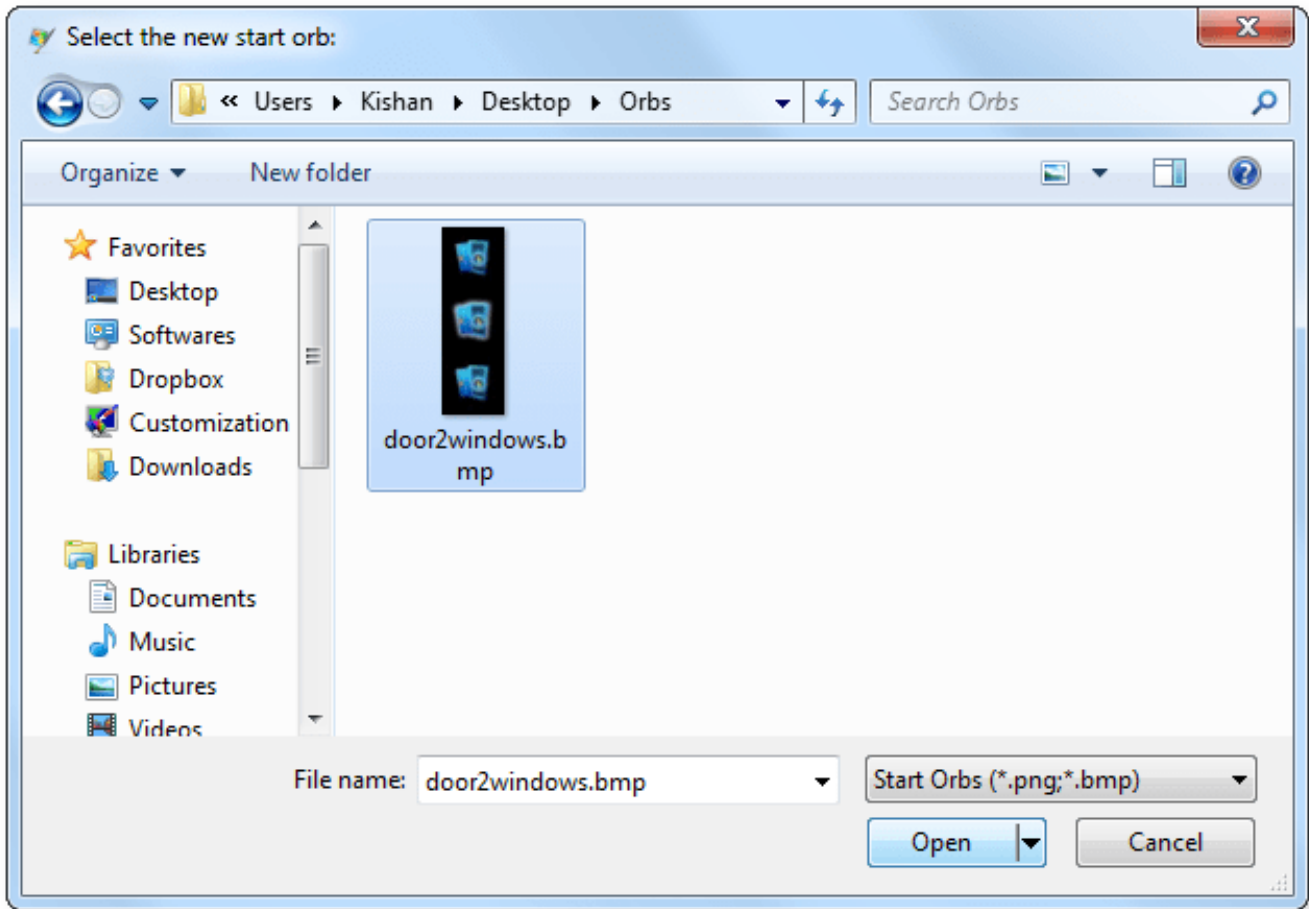 Select the new start orb:
« Users Kishan Desktop Orbs
Search Orbs
Organize New folder
Favorites
Desktop
Softwares
Dropbox
Customization
Downloads
Libraries
Documents
Music
Pictures
Videos
door2windows.b
mp
File name: door2windows.bmp
Start Orbs (*.png;*.bmp)
Open Cancel